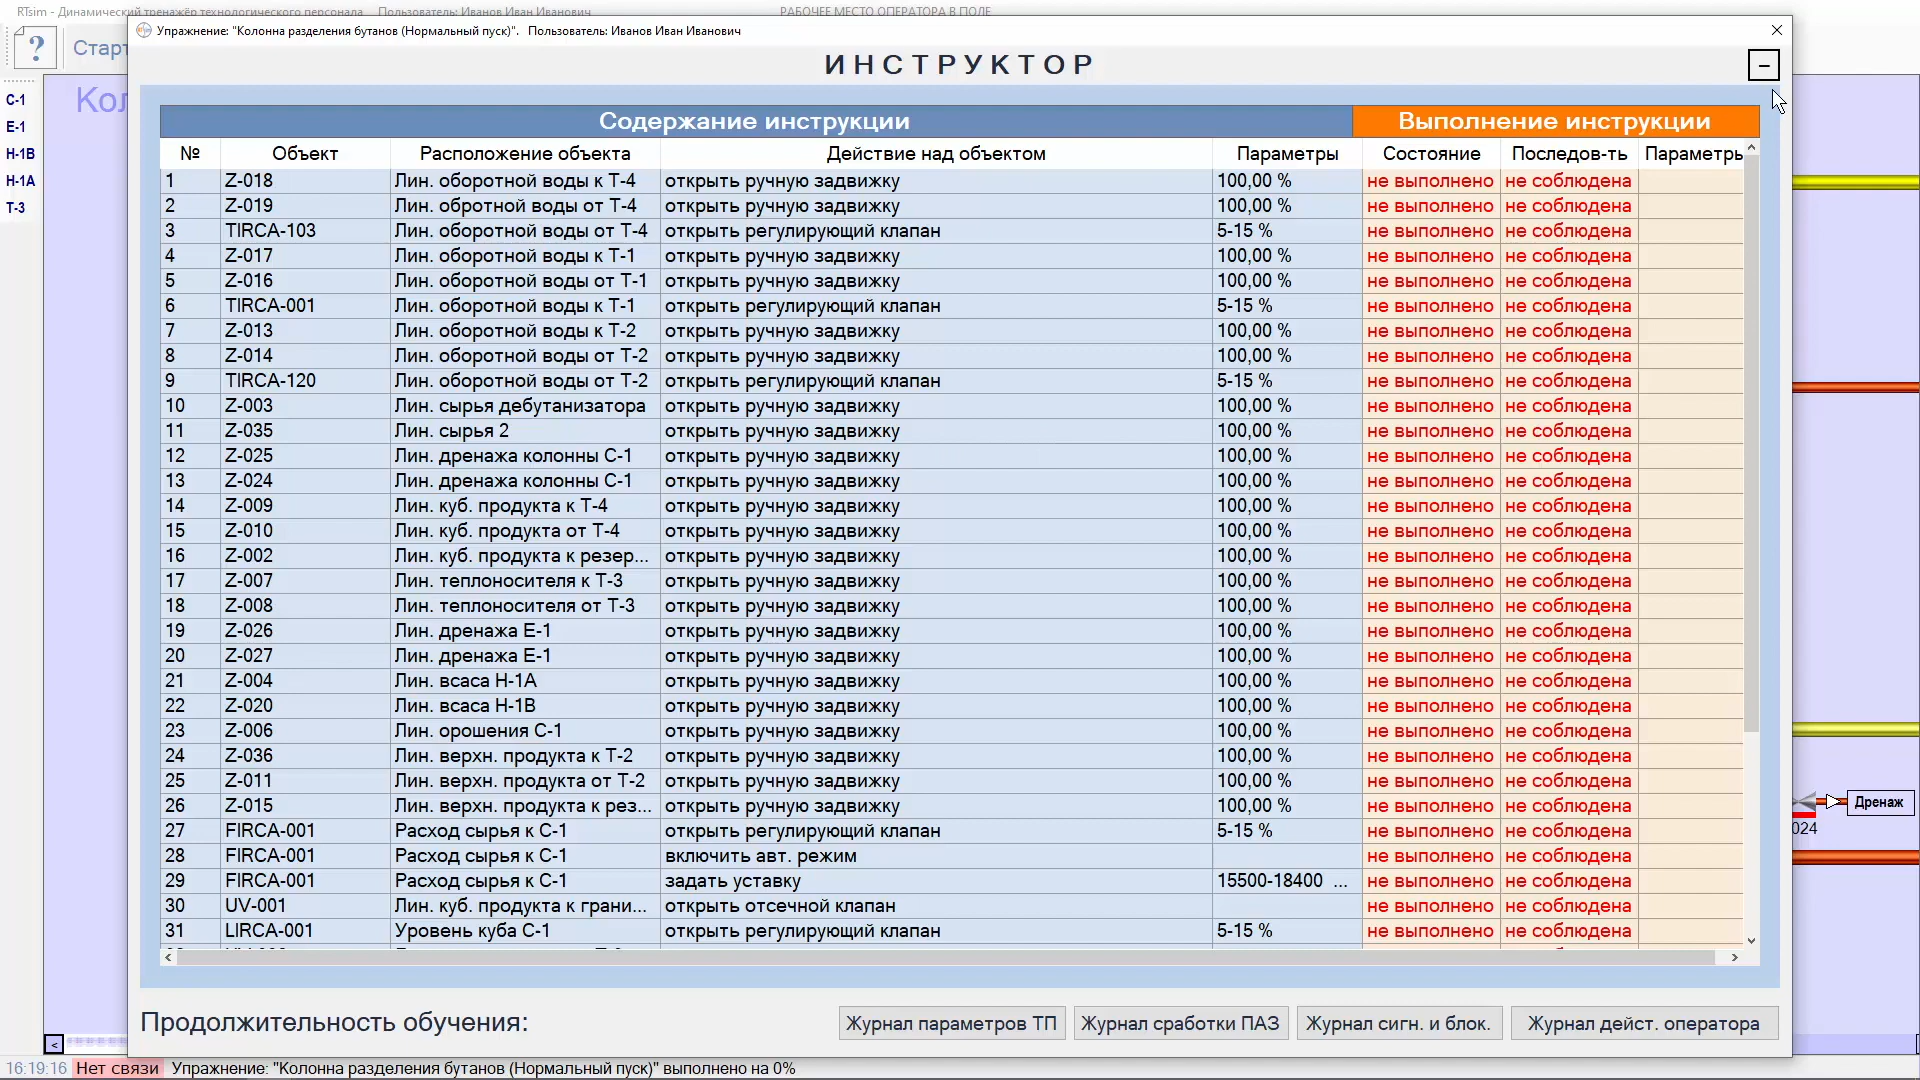 RTsim - Динамический тренажёр технологического персонала Пользователь: Иванов Иван Иванович РАБОЧЕЕ МЕСТО ОПЕРАТОРА В ПОЛЕ
Упражнение: "Колонна разделения бутанов (Нормальный пуск)". Пользователь: Иванов Иван Иванович
? Старт
ИНСТРУКТОР
С-1
Е-1
Н-1В
Н-1А
Т-3
Кол
Содержание инструкции Выполнение инструкции
№ Объект Расположение объекта Действие над объектом Параметры Состояние Последов-ть Параметры
1 Z-018 Лин. оборотной воды к Т-4 открыть ручную задвижку 100,00 % не выполнено не соблюдена
2 Z-019 Лин. обротной воды от Т-4 открыть ручную задвижку 100,00 % не выполнено не соблюдена
3 TIRCA-103 Лин. оборотной воды от Т-4 открыть регулирующий клапан 5-15 % не выполнено не соблюдена
4 Z-017 Лин. оборотной воды к Т-1 открыть ручную задвижку 100,00 % не выполнено не соблюдена
5 Z-016 Лин. оборотной воды от Т-1 открыть ручную задвижку 100,00 % не выполнено не соблюдена
6 TIRCA-001 Лин. оборотной воды к Т-1 открыть регулирующий клапан 5-15 % не выполнено не соблюдена
7 Z-013 Лин. оборотной воды к Т-2 открыть ручную задвижку 100,00 % не выполнено не соблюдена
8 Z-014 Лин. оборотной воды от Т-2 открыть ручную задвижку 100,00 % не выполнено не соблюдена
9 TIRCA-120 Лин. оборотной воды от Т-2 открыть регулирующий клапан 5-15 % не выполнено не соблюдена
10 Z-003 Лин. сырья дебутанизатора открыть ручную задвижку 100,00 % не выполнено не соблюдена
11 Z-035 Лин. сырья 2 открыть ручную задвижку 100,00 % не выполнено не соблюдена
12 Z-025 Лин. дренажа колонны С-1 открыть ручную задвижку 100,00 % не выполнено не соблюдена
13 Z-024 Лин. дренажа колонны С-1 открыть ручную задвижку 100,00 % не выполнено не соблюдена
14 Z-009 Лин. куб. продукта к Т-4 открыть ручную задвижку 100,00 % не выполнено не соблюдена
15 Z-010 Лин. куб. продукта от Т-4 открыть ручную задвижку 100,00 % не выполнено не соблюдена
16 Z-002 Лин. куб. продукта к резер... открыть ручную задвижку 100,00 % не выполнено не соблюдена
17 Z-007 Лин. теплоносителя к Т-3 открыть ручную задвижку 100,00 % не выполнено не соблюдена
18 Z-008 Лин. теплоносителя от Т-3 открыть ручную задвижку 100,00 % не выполнено не соблюдена
19 Z-026 Лин. дренажа Е-1 открыть ручную задвижку 100,00 % не выполнено не соблюдена
20 Z-027 Лин. дренажа Е-1 открыть ручную задвижку 100,00 % не выполнено не соблюдена
21 Z-004 Лин. всаса Н-1А открыть ручную задвижку 100,00 % не выполнено не соблюдена
22 Z-020 Лин. всаса Н-1В открыть ручную задвижку 100,00 % не выполнено не соблюдена
23 Z-006 Лин. орошения С-1 открыть ручную задвижку 100,00 % не выполнено не соблюдена
24 Z-036 Лин. верхн. продукта к Т-2 открыть ручную задвижку 100,00 % не выполнено не соблюдена
25 Z-011 Лин. верхн. продукта от Т-2 открыть ручную задвижку 100,00 % не выполнено не соблюдена
26 Z-015 Лин. верхн. продукта к рез... открыть ручную задвижку 100,00 % не выполнено не соблюдена
27 FIRCA-001 Расход сырья к С-1 открыть регулирующий клапан 5-15 % не выполнено не соблюдена
28 FIRCA-001 Расход сырья к С-1 включить авт. режим не выполнено не соблюдена
29 FIRCA-001 Расход сырья к С-1 задать уставку 15500-18400 ... не выполнено не соблюдена
30 UV-001 Лин. куб. продукта к грани... открыть отсечной клапан не выполнено не соблюдена
31 LIRCA-001 Уровень куба С-1 открыть регулирующий клапан 5-15 % не выполнено не соблюдена
Дренаж
024
Продолжительность обучения: Журнал параметров ТП Журнал сработки ПАЗ Журнал сигн. и блок. Журнал дейст. оператора
16:19:16 Нет связи Упражнение: "Колонна разделения бутанов (Нормальный пуск)" выполнено на 0%